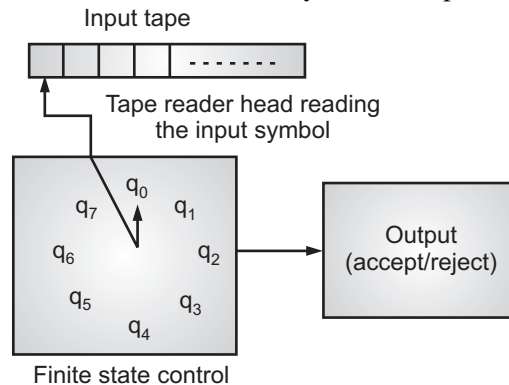 Input tape
Tape reader head reading
the input symbol
q0
q7
q1
q6
q2
q5
q3
q4
Output
(accept/reject)
Finite state control